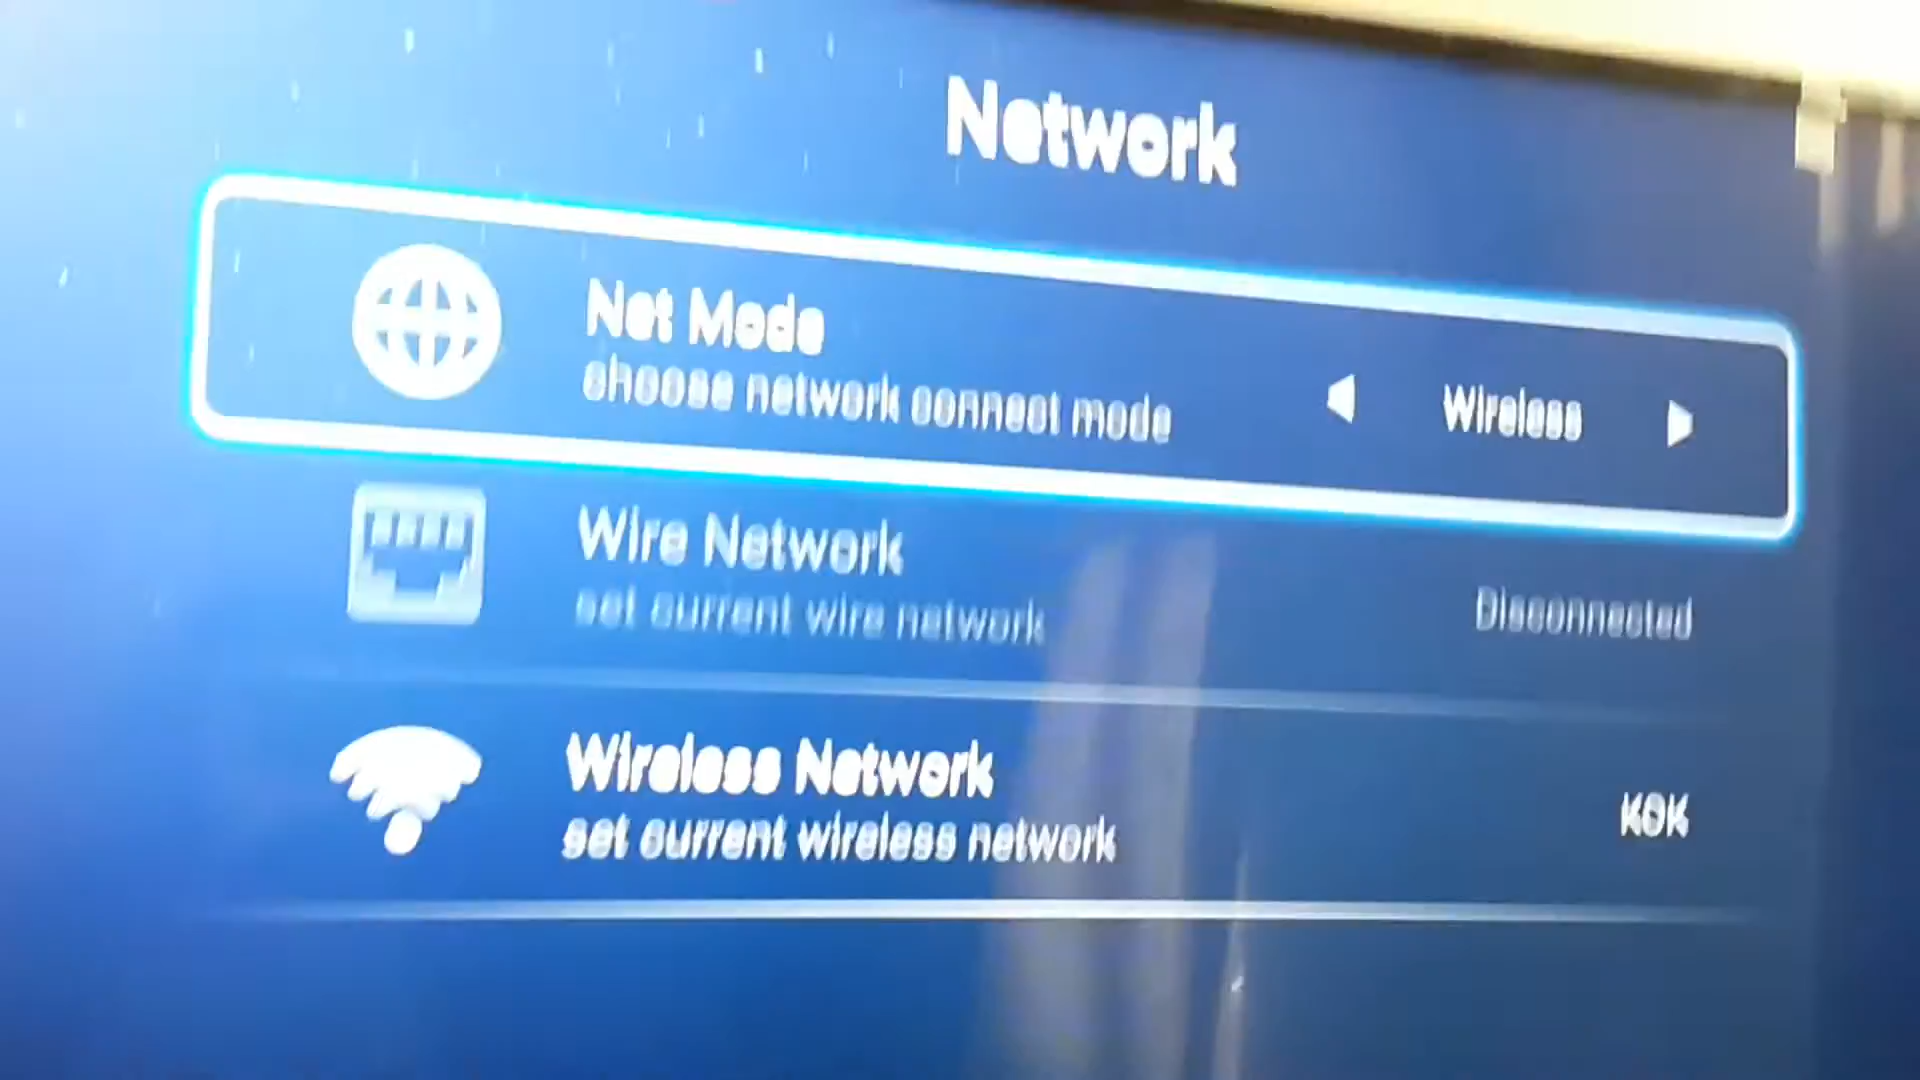 Network
Net Mode
choose network connect mode
Wireless
Wire Network
set current wire network
Disconnected
Wireless Network
set current wireless network
KOK